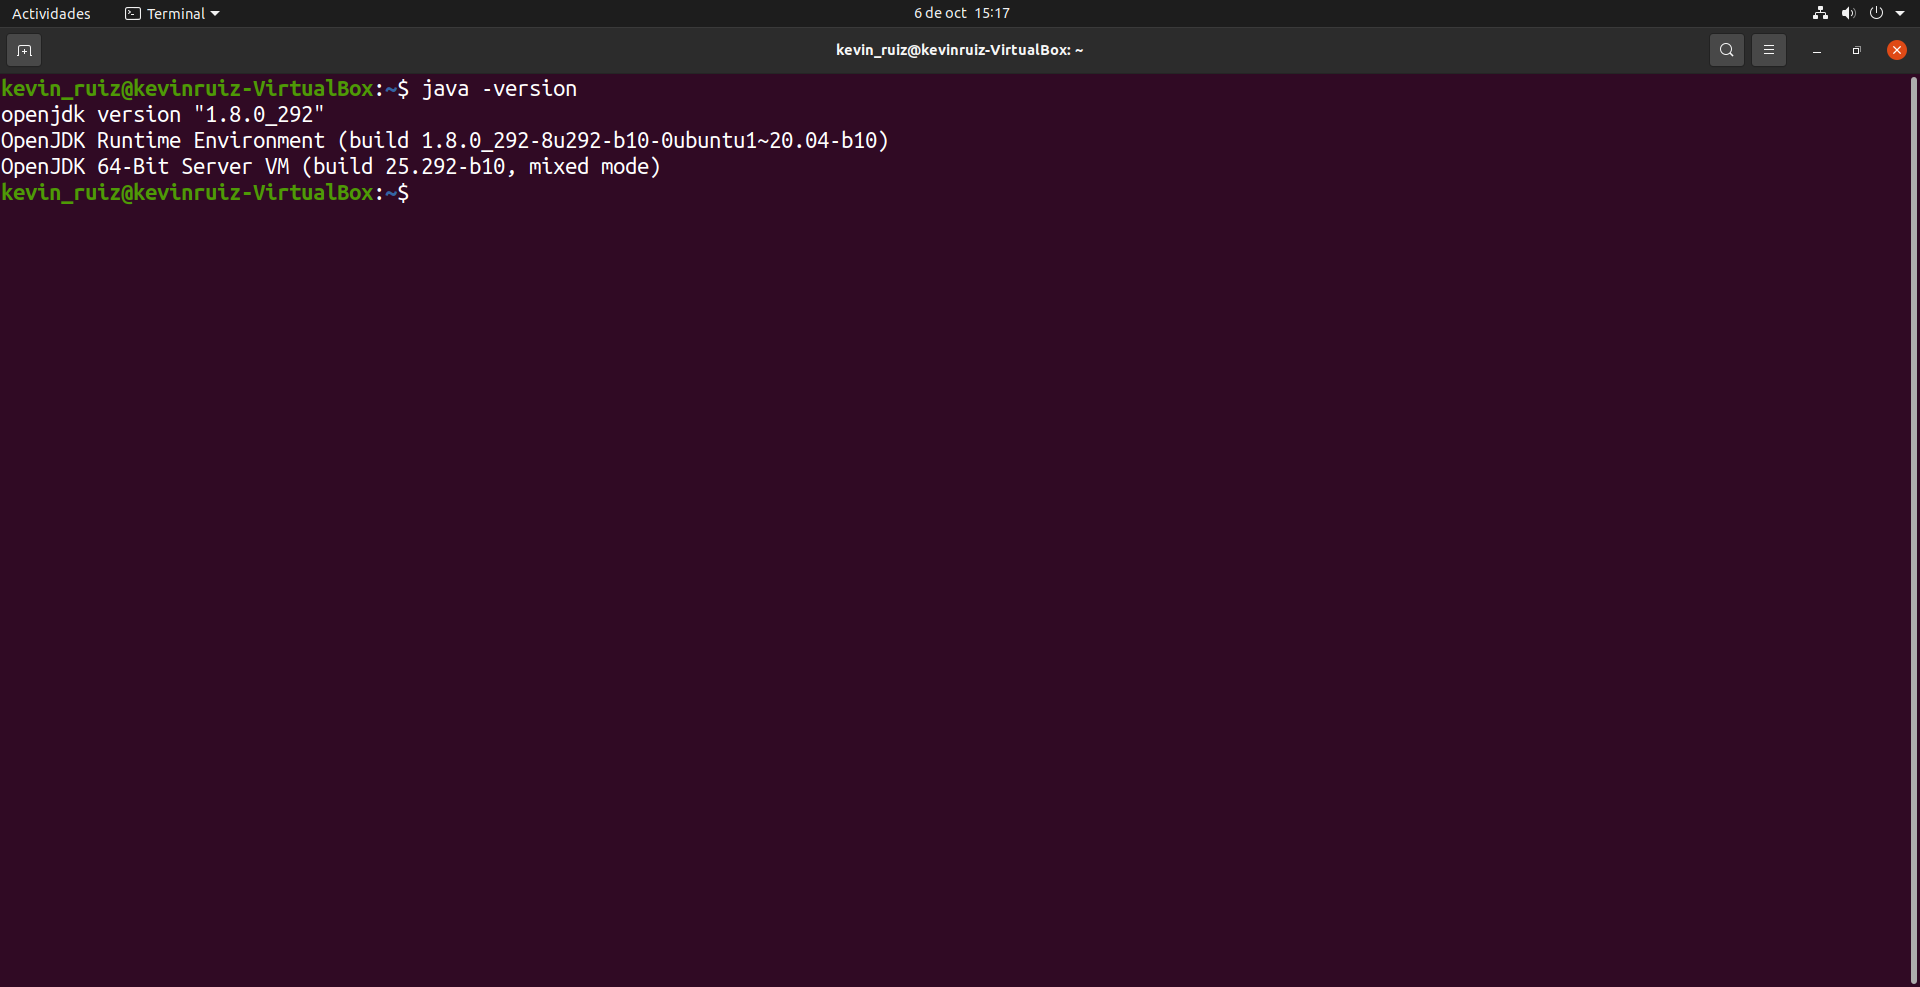 Actividades Terminal 6 de oct 15:17
kevin_ruiz@kevinruiz-VirtualBox: ~
kevin_ruiz@kevinruiz-VirtualBox:~$ java -version
openjdk version "1.8.0_292"
OpenJDK Runtime Environment (build 1.8.0_292-8u292-b10-0ubuntu1~20.04-b10)
OpenJDK 64-Bit Server VM (build 25.292-b10, mixed mode)
kevin_ruiz@kevinruiz-VirtualBox:~$